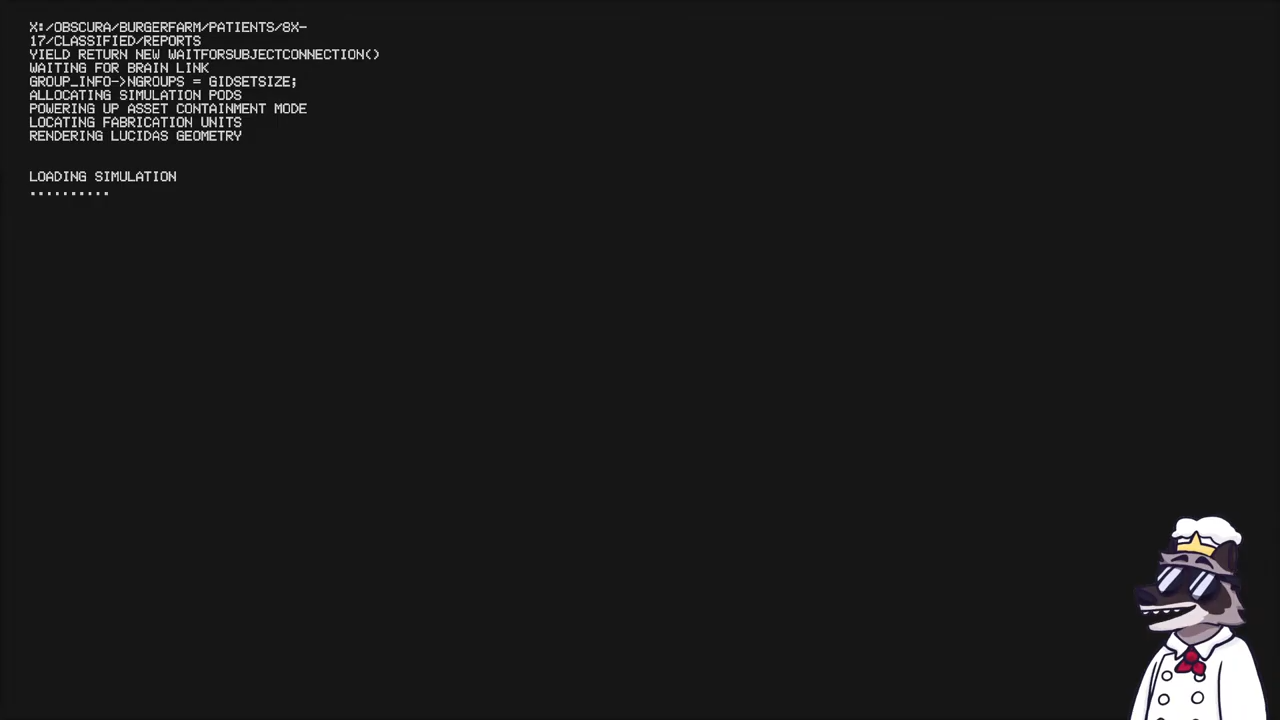 X:/OBSCURA/BURGERFARM/PATIENTS/8X-
17/CLASSIFIED/REPORTS
YIELD RETURN NEW WAITFORSUBJECTCONNECTION()
WAITING FOR BRAIN LINK
GROUP_INFO->NGROUPS = GIDSETSIZE;
ALLOCATING SIMULATION PODS
POWERING UP ASSET CONTAINMENT MODE
LOCATING FABRICATION UNITS
RENDERING LUCIDAS GEOMETRY
LOADING SIMULATION
..........